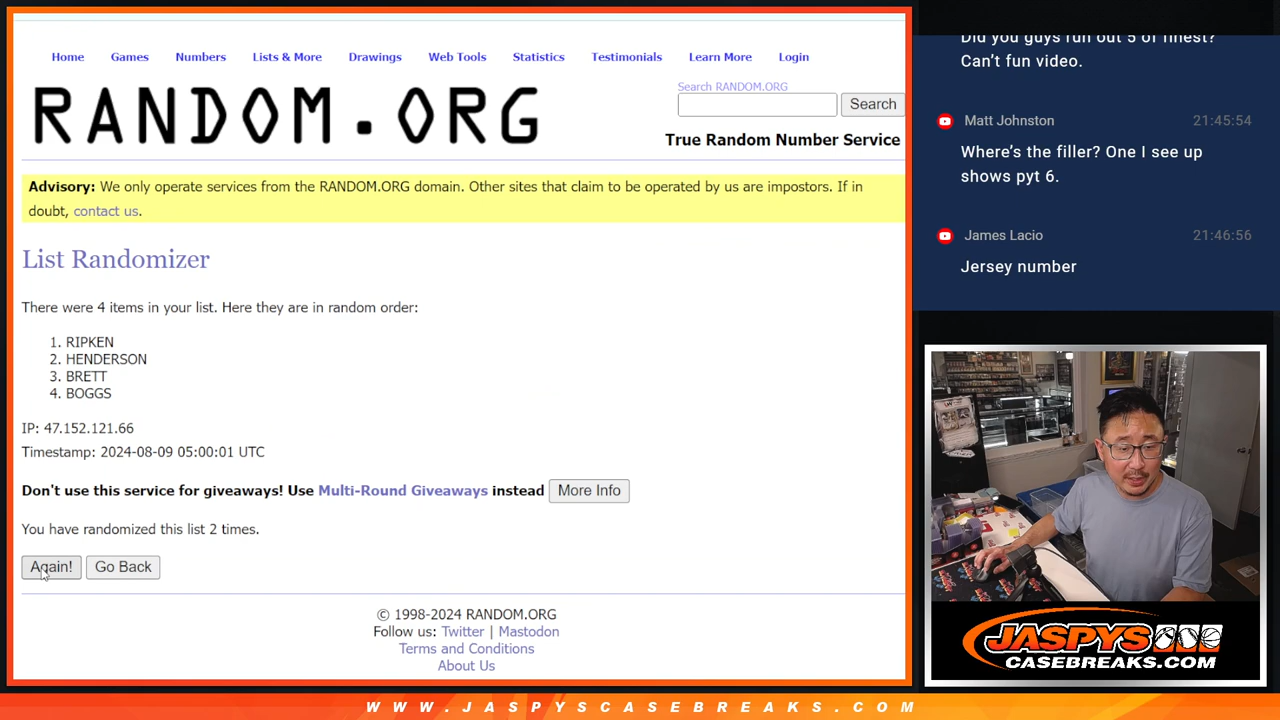 Home Games Numbers Lists & More Drawings Web Tools Statistics Testimonials Learn More Login
RANDOM.ORG
Search RANDOM.ORG
Search
True Random Number Service
Advisory: We only operate services from the RANDOM.ORG domain. Other sites that claim to be operated by us are impostors. If in
doubt, contact us.
List Randomizer
There were 4 items in your list. Here they are in random order:
1. RIPKEN
2. HENDERSON
3. BRETT
4. BOGGS
IP: 47.152.121.66
Timestamp: 2024-08-09 05:00:01 UTC
Don't use this service for giveaways! Use Multi-Round Giveaways instead More Info
You have randomized this list 2 times.
Again! Go Back
© 1998-2024 RANDOM.ORG
Follow us: Twitter | Mastodon
Terms and Conditions
About Us
Did you guys run out 5 of finest?
Can't fun video.
Matt Johnston 21:45:54
Where's the filler? One I see up
shows pyt 6.
James Lacio 21:46:56
Jersey number
JASPYS
CASEBREAKS.COM
WWW.JASPYSCASEBREAKS.COM